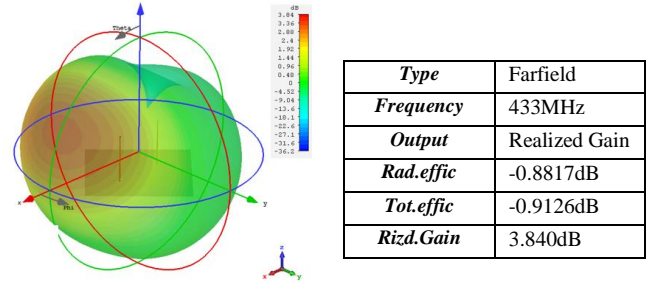 Theta
Phi
x
y
z
x
y
dB
3.84
3.36
2.88
2.4
1.92
1.44
0.96
0.48
0
-4.52
-9.04
-13.6
-18.1
-22.6
-27.1
-31.6
-36.2
Type Farfield
Frequency 433MHz
Output Realized Gain
Rad.effic -0.8817dB
Tot.effic -0.9126dB
Rizd.Gain 3.840dB